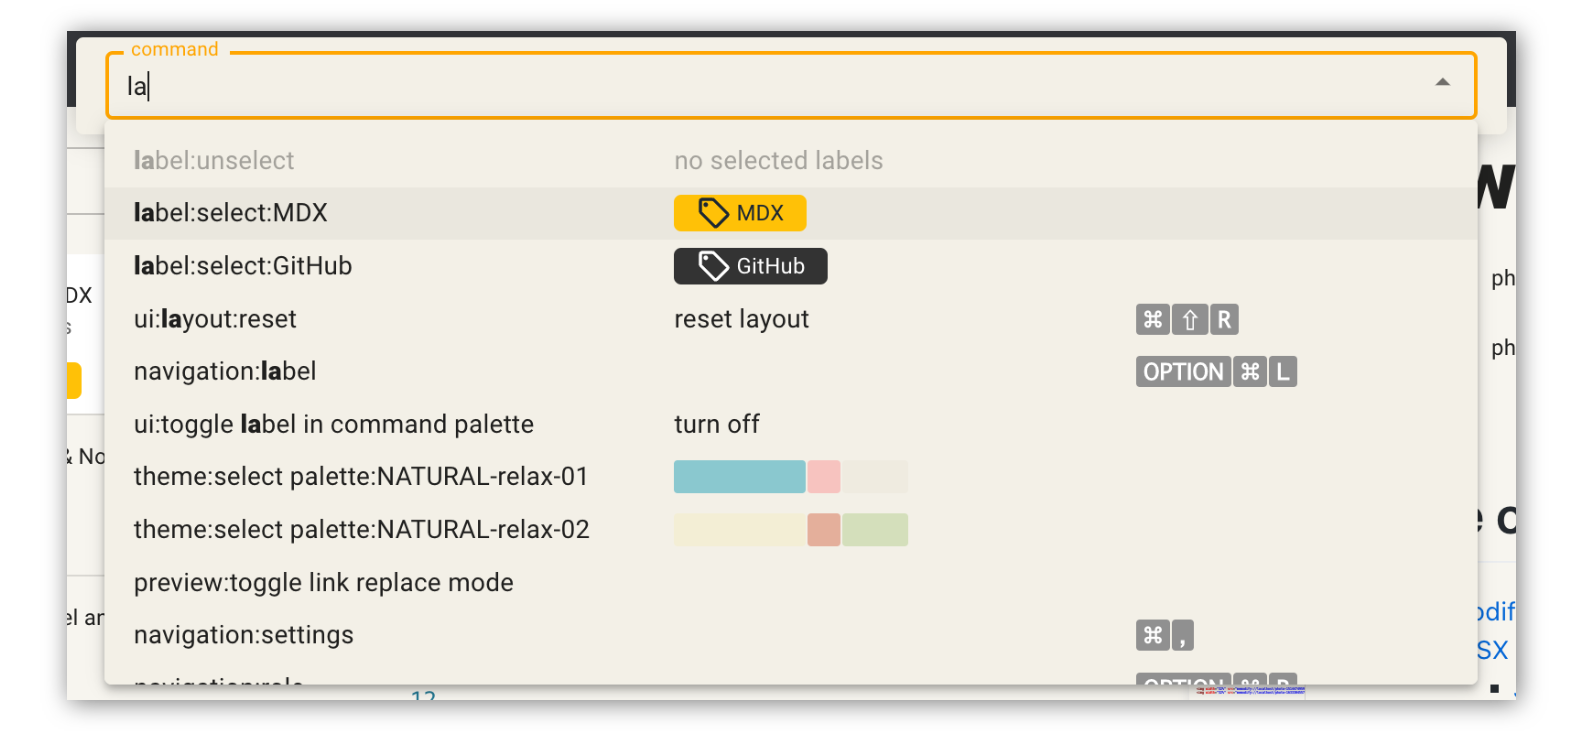 command
la
label:unselect no selected labels
label:select:MDX MDX
label:select:GitHub GitHub
ui:layout:reset reset layout ⌘ ⇧ R
navigation:label OPTION ⌘ L
ui:toggle label in command palette turn off
theme:select palette:NATURAL-relax-01
theme:select palette:NATURAL-relax-02
preview:toggle link replace mode
navigation:settings ⌘ ,
OPTION ⌘
12
DX
s
& No
el an
w
ph
ph
e c
odif
SX